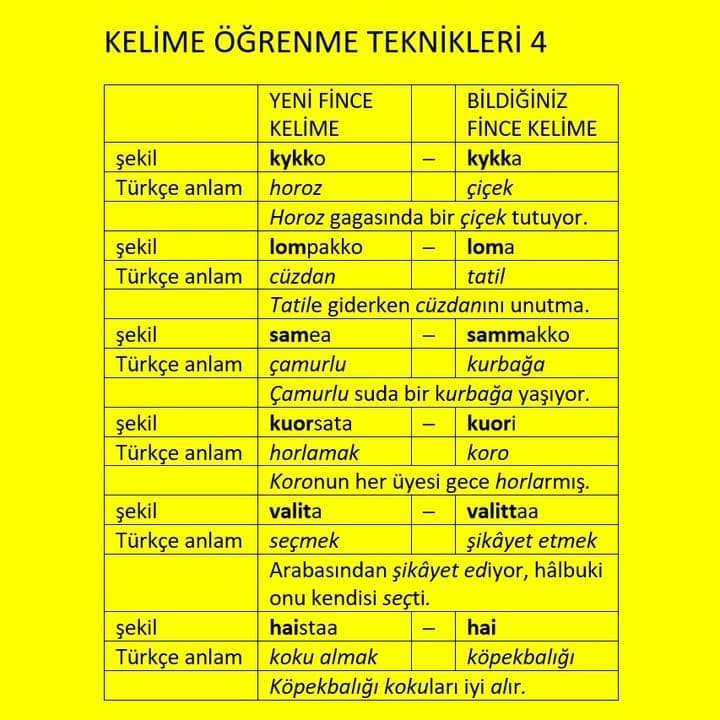 KELİME ÖĞRENME TEKNİKLERİ 4
YENİ FİNCE BİLDİĞİNİZ
KELİME FİNCE KELİME
şekil kykko – kykka
Türkçe anlam horoz çiçek
Horoz gagasında bir çiçek tutuyor.
şekil lompakko – loma
Türkçe anlam cüzdan tatil
Tatile giderken cüzdanını unutma.
şekil samea – sammakko
Türkçe anlam çamurlu kurbağa
Çamurlu suda bir kurbağa yaşıyor.
şekil kuorsata – kuori
Türkçe anlam horlamak koro
Koronun her üyesi gece horlarmış.
şekil valita – valittaa
Türkçe anlam seçmek şikâyet etmek
Arabasından şikâyet ediyor, hâlbuki
onu kendisi seçti.
şekil haistaa – hai
Türkçe anlam koku almak köpekbalığı
Köpekbalığı kokuları iyi alır.